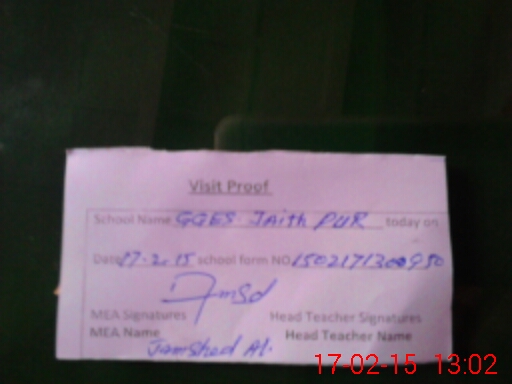 Visit Proof
School Name GGES JAith PUR today on
Date 17-2-15 school form NO.
MEA Signatures Head Teacher Signatures
MEA Name Head Teacher Name
Jamshed Al.
17-02-15 13:02